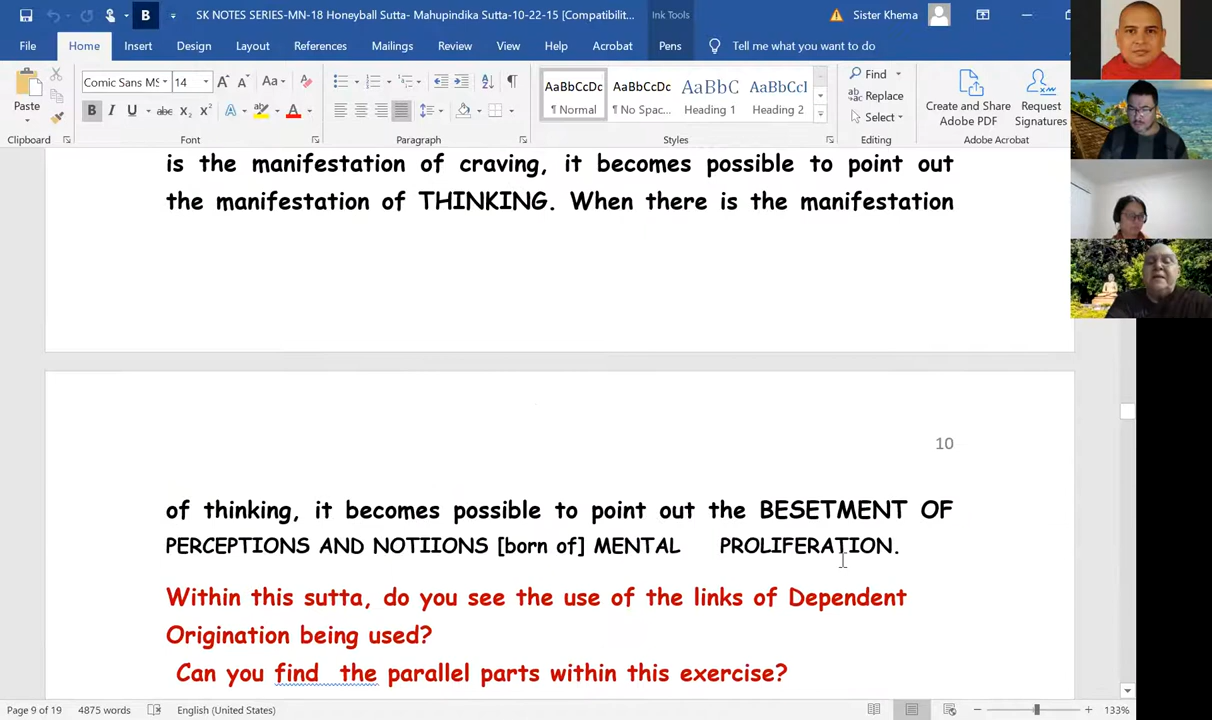 SK NOTES SERIES-MN-18 Honeyball Sutta- Mahupindika Sutta-10-22-15 [Compatibilit...
Ink Tools
Sister Khema
File
Home
Insert
Design
Layout
References
Mailings
Review
View
Help
Acrobat
Pens
Tell me what you want to do
Paste
Comic Sans MS
14
Aa
B I U abc x₂ x²
A
AaBbCcDc
AaBbCcDc
AaBbC
AaBbCcI
¶ Normal
¶ No Spac...
Heading 1
Heading 2
Find
Replace
Select
Create and Share
Adobe PDF
Request
Signatures
Clipboard
Font
Paragraph
Styles
Editing
Adobe Acrobat
is the manifestation of craving, it becomes possible to point out
the manifestation of THINKING. When there is the manifestation
10
of thinking, it becomes possible to point out the BESETMENT OF
PERCEPTIONS AND NOTIIONS [born of] MENTAL PROLIFERATION.
Within this sutta, do you see the use of the links of Dependent
Origination being used?
Can you find the parallel parts within this exercise?
Page 9 of 19
4875 words
English (United States)
133%